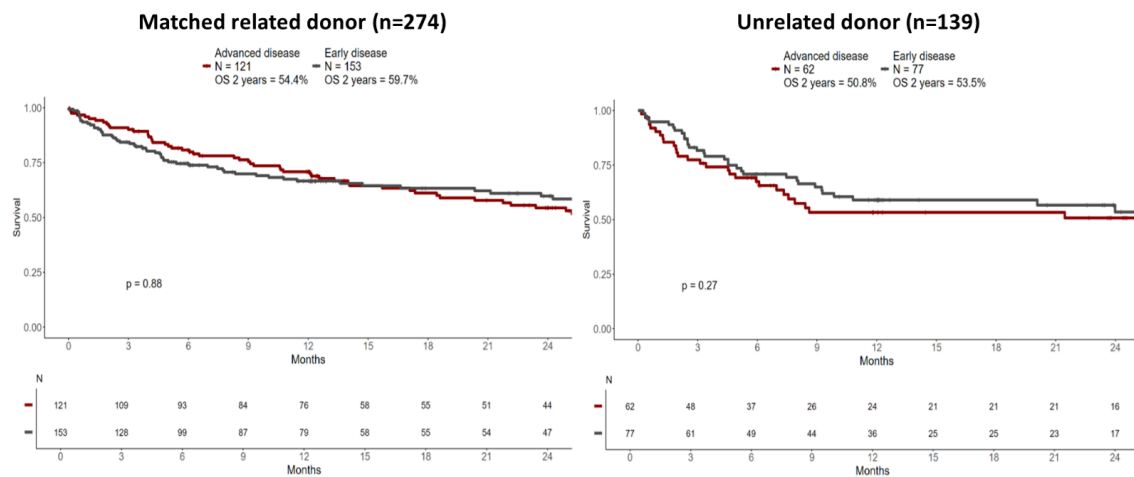 Matched related donor (n=274)
Advanced disease Early disease
N = 121 N = 153
OS 2 years = 54.4% OS 2 years = 59.7%
1.00
0.75
0.50
0.25
0.00
Survival
p = 0.88
0 3 6 9 12 15 18 21 24
Months
N
121 109 93 84 76 58 55 51 44
153 128 99 87 79 58 55 54 47
0 3 6 9 12 15 18 21 24
Months
Unrelated donor (n=139)
Advanced disease Early disease
N = 62 N = 77
OS 2 years = 50.8% OS 2 years = 53.5%
1.00
0.75
0.50
0.25
0.00
Survival
p = 0.27
0 3 6 9 12 15 18 21 24
Months
N
62 48 37 26 24 21 21 21 16
77 61 49 44 36 25 25 23 17
0 3 6 9 12 15 18 21 24
Months